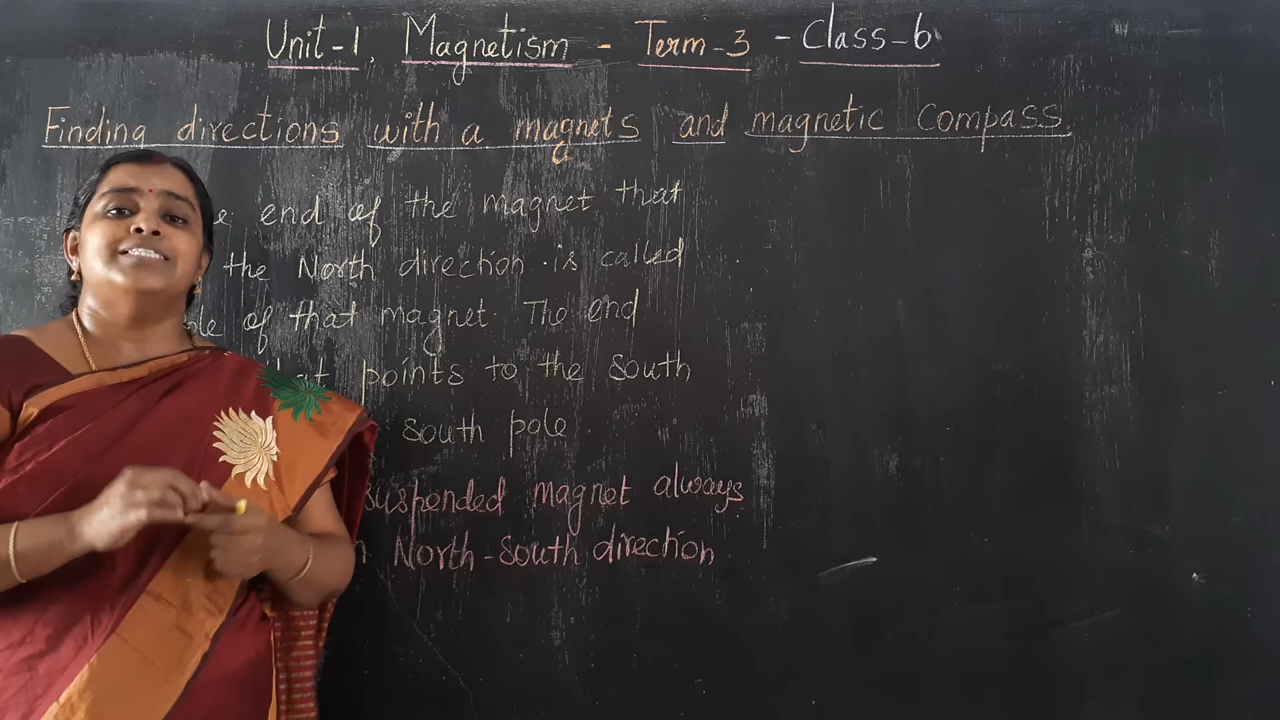 Unit-1, Magnetism - Term-3 - Class-6
Finding directions with a magnets and magnetic Compass
end of the magnet that
the North direction is called
of that magnet. The end
points to the south
south pole
suspended magnet always
North-South direction